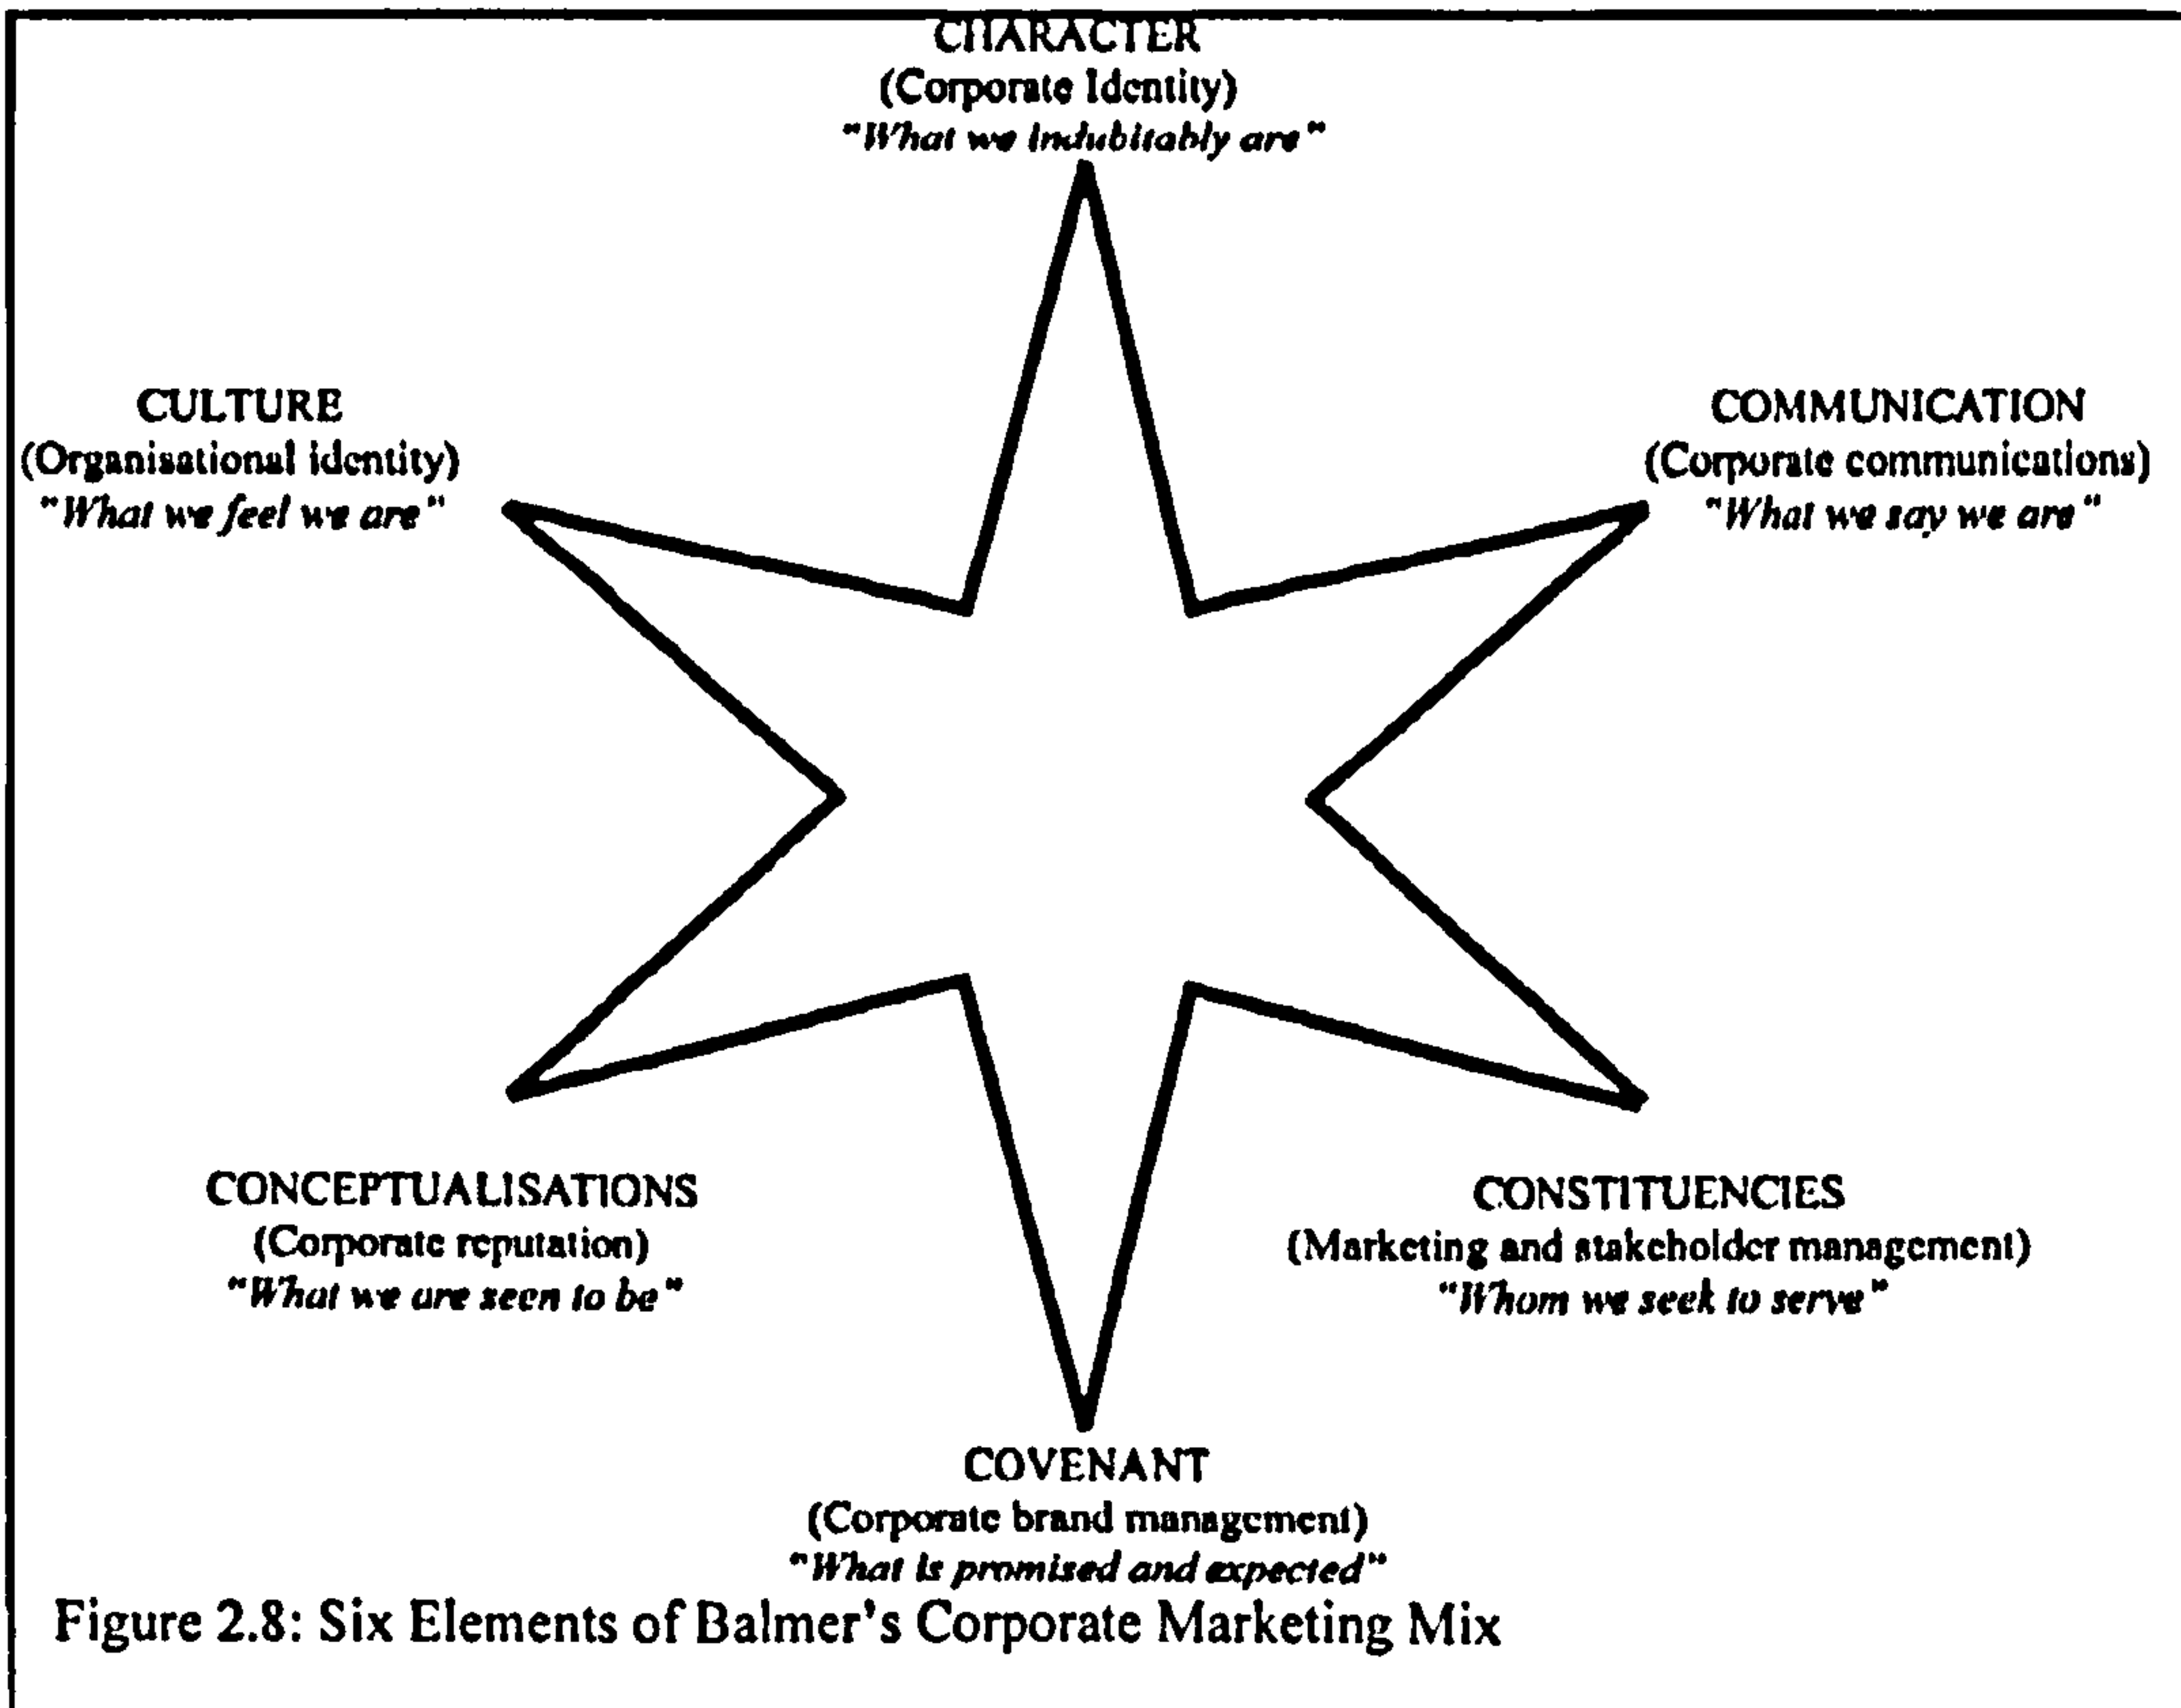 CHARACTER
(Corporate Identity)
"What we indubitably are"
CULTURE
(Organisational identity)
"What we feel we are"
COMMUNICATION
(Corporate communications)
"What we say we are"
CONCEPTUALISATIONS
(Corporate reputation)
"What we are seen to be"
CONSTITUENCIES
(Marketing and stakeholder management)
"Whom we seek to serve"
COVENANT
(Corporate brand management)
"What is promised and expected"
Figure 2.8: Six Elements of Balmer's Corporate Marketing Mix